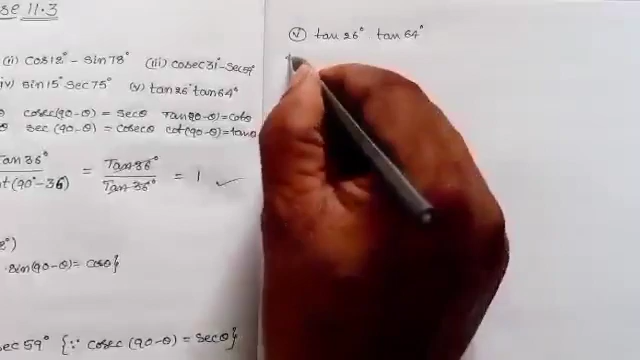 se 11.3
(ii) cos12° − sin78° (iii) cosec31° − sec59°
iv) sin15° sec75° (v) tan26° tan64°
cosec(90−θ) = secθ Tan(90−θ) = cotθ
sec(90−θ) = cosecθ cot(90−θ) = tanθ
Tan36° / t(90°−36) = Tan36° / Tan36° = 1 ✓
8°)
sin(90−θ) = cosθ}
sec59° {∵ cosec(90−θ) = secθ}
(v) tan26° tan64°